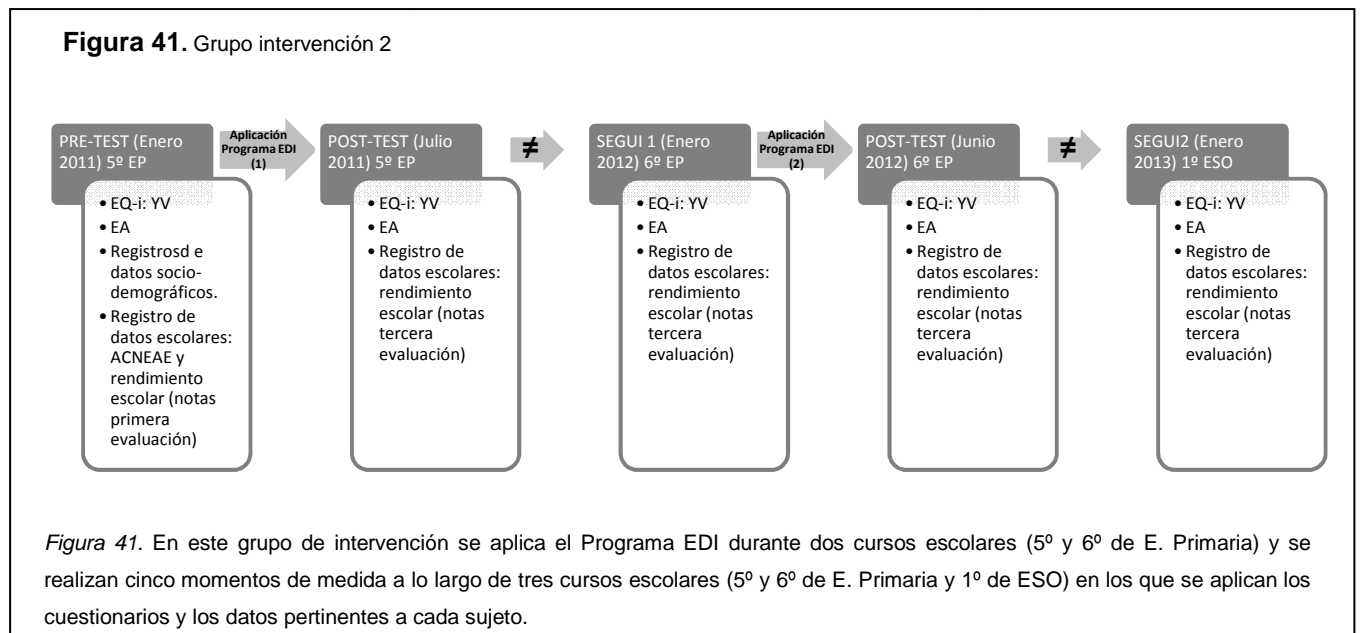 Figura 41. Grupo intervención 2
PRE-TEST (Enero
2011) 5º EP
Aplicación
Programa EDI
(1)
POST-TEST (Julio
2011) 5º EP
≠
SEGUI 1 (Enero
2012) 6º EP
Aplicación
Programa EDI
(2)
POST-TEST (Junio
2012) 6º EP
≠
SEGUI2 (Enero
2013) 1º ESO
• EQ-i: YV
• EA
• Registrosd e
datos socio-
demográficos.
• Registro de
datos escolares:
ACNEAE y
rendimiento
escolar (notas
primera
evaluación)
• EQ-i: YV
• EA
• Registro de
datos escolares:
rendimiento
escolar (notas
tercera
evaluación)
• EQ-i: YV
• EA
• Registro de
datos escolares:
rendimiento
escolar (notas
tercera
evaluación)
• EQ-i: YV
• EA
• Registro de
datos escolares:
rendimiento
escolar (notas
tercera
evaluación)
• EQ-i: YV
• EA
• Registro de
datos escolares:
rendimiento
escolar (notas
tercera
evaluación)
Figura 41. En este grupo de intervención se aplica el Programa EDI durante dos cursos escolares (5º y 6º de E. Primaria) y se
realizan cinco momentos de medida a lo largo de tres cursos escolares (5º y 6º de E. Primaria y 1º de ESO) en los que se aplican los
cuestionarios y los datos pertinentes a cada sujeto.